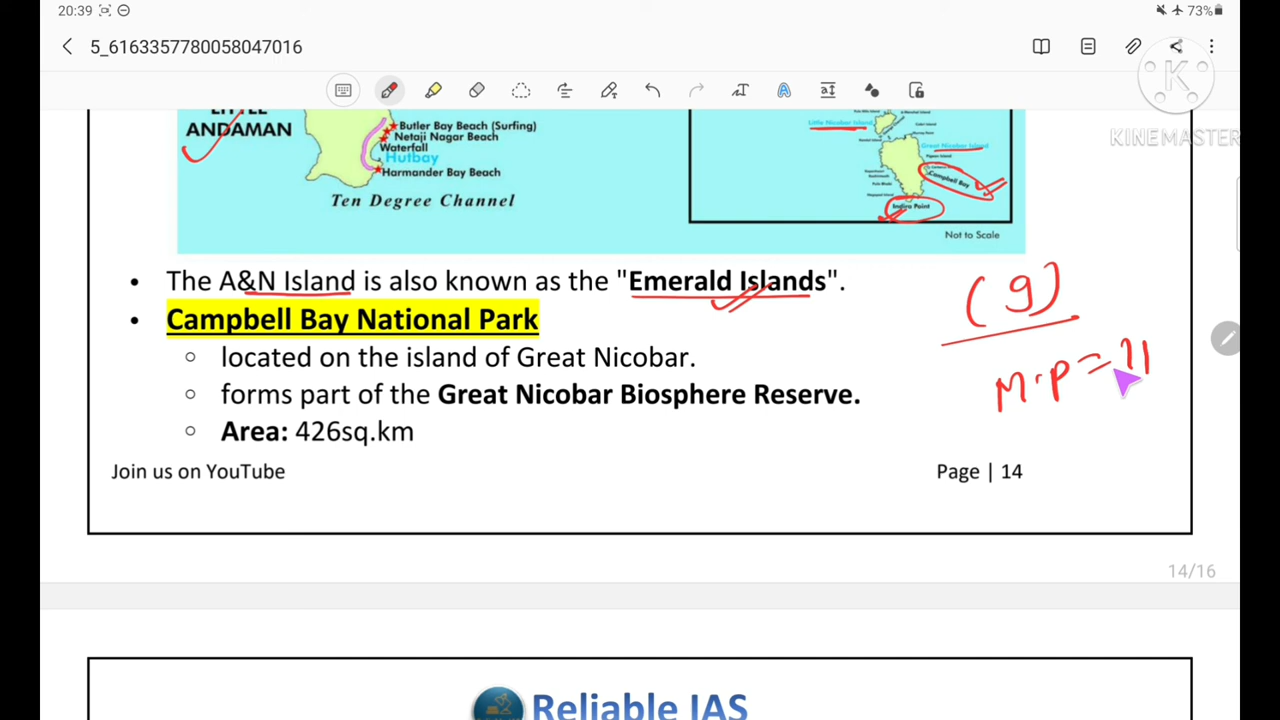 20:39
73%
5_6163357780058047016
K
KINEMASTER
LITTLE
ANDAMAN
Butler Bay Beach (Surfing)
Netaji Nagar Beach
Waterfall
Hutbay
Harmander Bay Beach
Ten Degree Channel
Little Nicobar Island
Great Nicobar Island
Campbell Bay
Indira Point
Not to Scale
• The A&N Island is also known as the "Emerald Islands".
(9)
• Campbell Bay National Park
○ located on the island of Great Nicobar.
M.P = 11
○ forms part of the Great Nicobar Biosphere Reserve.
○ Area: 426sq.km
Join us on YouTube
Page | 14
14/16
Reliable IAS